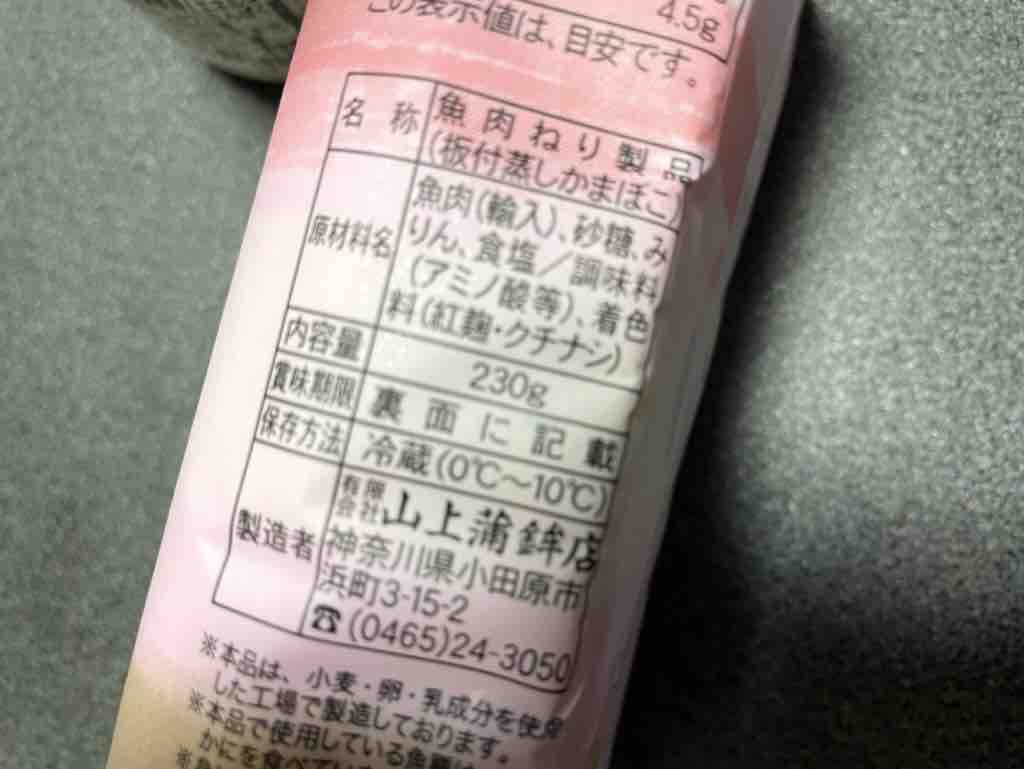 4.5g
この表示値は、目安です。
名称 魚肉ねり製品
(板付蒸しかまぼこ)
原材料名 魚肉(輸入)、砂糖、み
りん、食塩/調味料
(アミノ酸等)、着色
料(紅麹・クチナシ)
内容量 230g
賞味期限 裏面に記載
保存方法 冷蔵(0℃～10℃)
製造者 有限会社 山上蒲鉾店
神奈川県小田原市
浜町3-15-2
☎(0465)24-3050
※本品は、小麦・卵・乳成分を使用
した工場で製造しております。
※本品で使用している魚
かにを食べてい